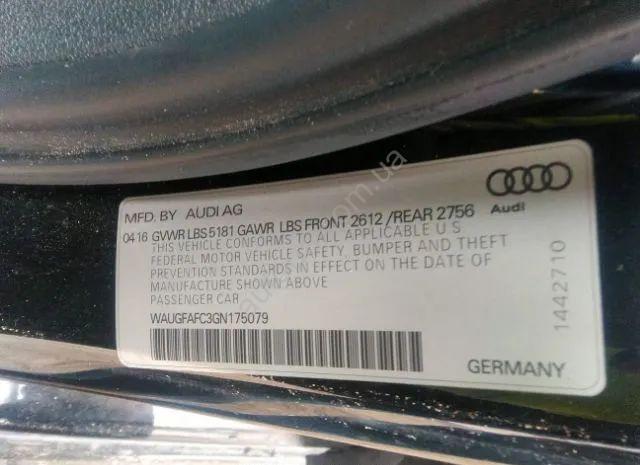 MFD. BY AUDI AG
0416 GVWR LBS 5181 GAWR LBS FRONT 2612 / REAR 2756
THIS VEHICLE CONFORMS TO ALL APPLICABLE U S
FEDERAL MOTOR VEHICLE SAFETY, BUMPER AND THEFT
PREVENTION STANDARDS IN EFFECT ON THE DATE OF
MANUFACTURE SHOWN ABOVE
PASSENGER CAR
WAUGFAFC3GN175079
Audi
1442710
GERMANY